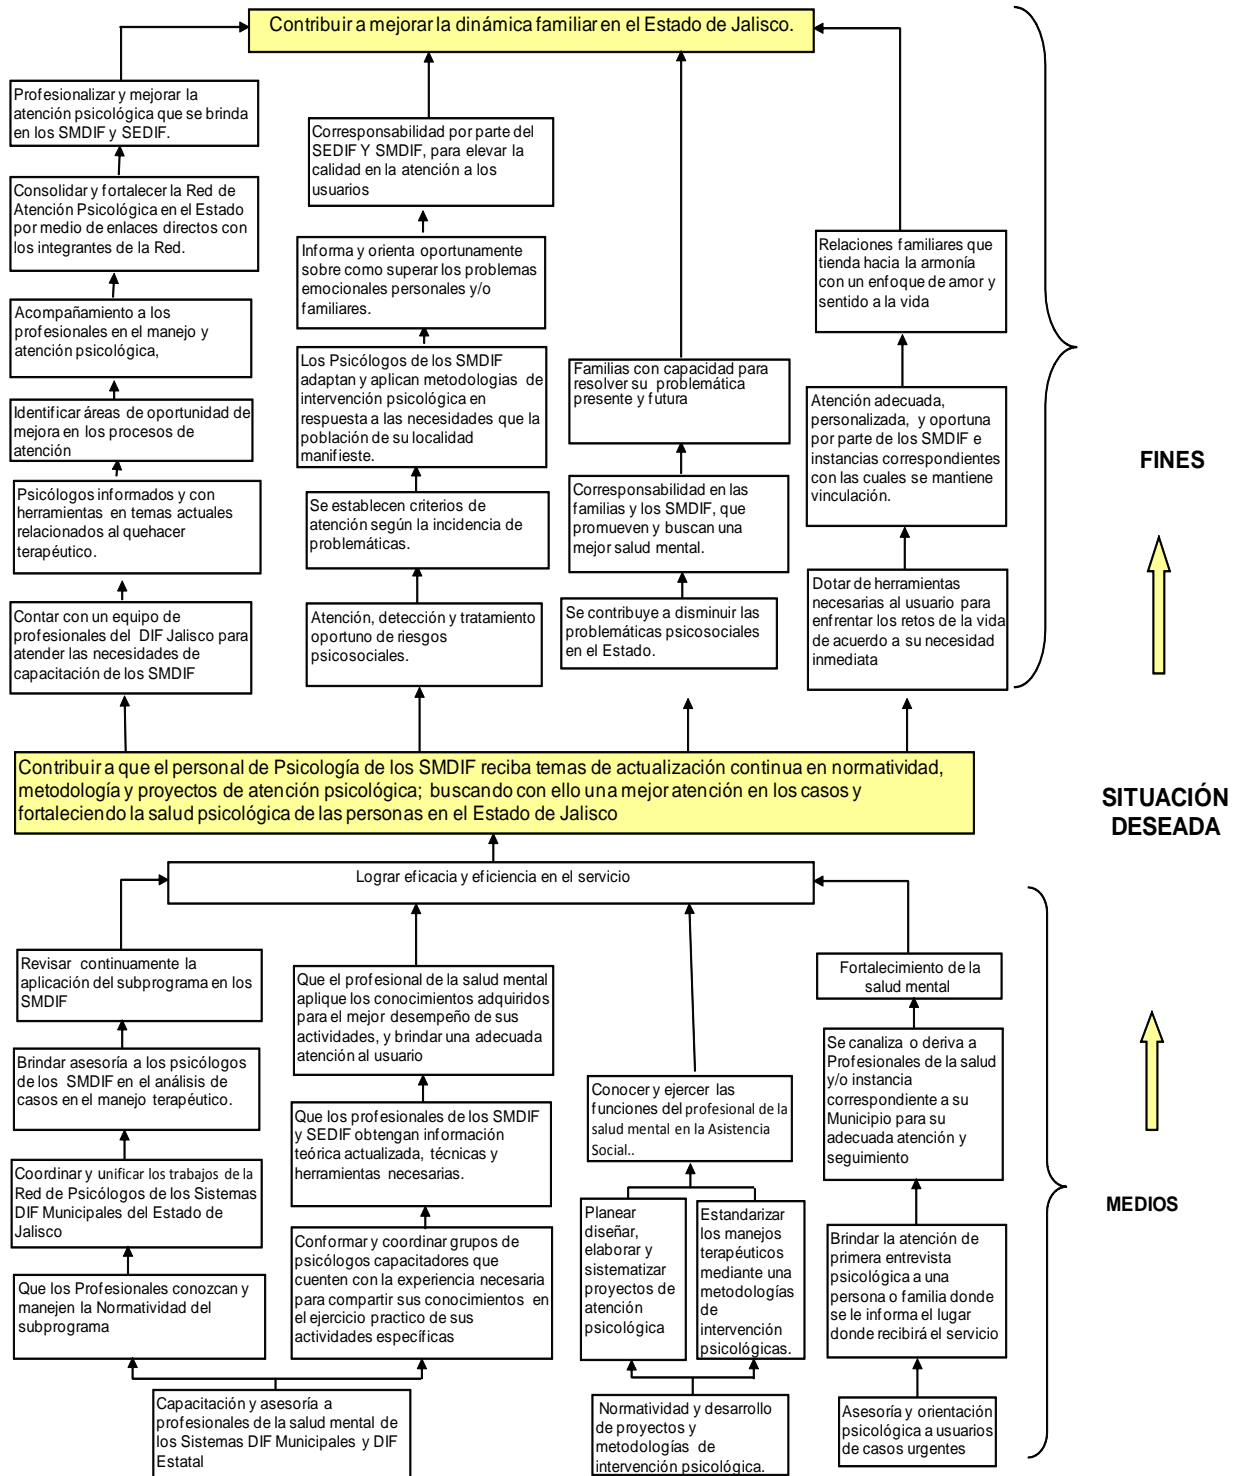 Contribuir a mejorar la dinámica familiar en el Estado de Jalisco.
Profesionalizar y mejorar la
atención psicológica que se brinda
en los SMDIF y SEDIF.
Consolidar y fortalecer la Red de
Atención Psicológica en el Estado
por medio de enlaces directos con
los integrantes de la Red.
Acompañamiento a los
profesionales en el manejo y
atención psicológica,
Identificar áreas de oportunidad de
mejora en los procesos de
atención
Psicólogos informados y con
herramientas en temas actuales
relacionados al quehacer
terapéutico.
Contar con un equipo de
profesionales del DIF Jalisco para
atender las necesidades de
capacitación de los SMDIF
Corresponsabilidad por parte del
SEDIF Y SMDIF, para elevar la
calidad en la atención a los
usuarios
Informa y orienta oportunamente
sobre como superar los problemas
emocionales personales y/o
familiares.
Los Psicólogos de los SMDIF
adaptan y aplican metodologias de
intervención psicológica en
respuesta a las necesidades que la
población de su localidad
manifieste.
Se establecen criterios de
atención según la incidencia de
problemáticas.
Atención, detección y tratamiento
oportuno de riesgos
psicosociales.
Familias con capacidad para
resolver su problemática
presente y futura
Corresponsabilidad en las
familias y los SMDIF, que
promueven y buscan una
mejor salud mental.
Se contribuye a disminuir las
problemáticas psicosociales
en el Estado.
Relaciones familiares que
tienda hacia la armonía
con un enfoque de amor y
sentido a la vida
Atención adecuada,
personalizada, y oportuna
por parte de los SMDIF e
instancias correspondientes
con las cuales se mantiene
vinculación.
Dotar de herramientas
necesarias al usuario para
enfrentar los retos de la vida
de acuerdo a su necesidad
inmediata
FINES
Contribuir a que el personal de Psicología de los SMDIF reciba temas de actualización continua en normatividad,
metodología y proyectos de atención psicológica; buscando con ello una mejor atención en los casos y
fortaleciendo la salud psicológica de las personas en el Estado de Jalisco
SITUACIÓN
DESEADA
Lograr eficacia y eficiencia en el servicio
Revisar continuamente la
aplicación del subprograma en los
SMDIF
Brindar asesoría a los psicólogos
de los SMDIF en el análisis de
casos en el manejo terapéutico.
Coordinar y unificar los trabajos de la
Red de Psicólogos de los Sistemas
DIF Municipales del Estado de
Jalisco
Que los Profesionales conozcan y
manejen la Normatividad del
subprograma
Que el profesional de la salud mental
aplique los conocimientos adquiridos
para el mejor desempeño de sus
actividades, y brindar una adecuada
atención al usuario
Que los profesionales de los SMDIF
y SEDIF obtengan información
teórica actualizada, técnicas y
herramientas necesarias.
Conformar y coordinar grupos de
psicólogos capacitadores que
cuenten con la experiencia necesaria
para compartir sus conocimientos en
el ejercicio practico de sus
actividades específicas
Capacitación y asesoría a
profesionales de la salud mental de
los Sistemas DIF Municipales y DIF
Estatal
Conocer y ejercer las
funciones del profesional de la
salud mental en la Asistencia
Social..
Planear
diseñar,
elaborar y
sistematizar
proyectos de
atención
psicológica
Estandarizar
los manejos
terapéuticos
mediante una
metodologías
de
intervención
psicológicas.
Normatividad y desarrollo
de proyectos y
metodologías de
intervención psicológica.
Fortalecimiento de la
salud mental
Se canaliza o deriva a
Profesionales de la salud
y/o instancia
correspondiente a su
Municipio para su
adecuada atención y
seguimiento
Brindar la atención de
primera entrevista
psicológica a una
persona o familia donde
se le informa el lugar
donde recibirá el servicio
Asesoría y orientación
psicológica a usuarios
de casos urgentes
MEDIOS